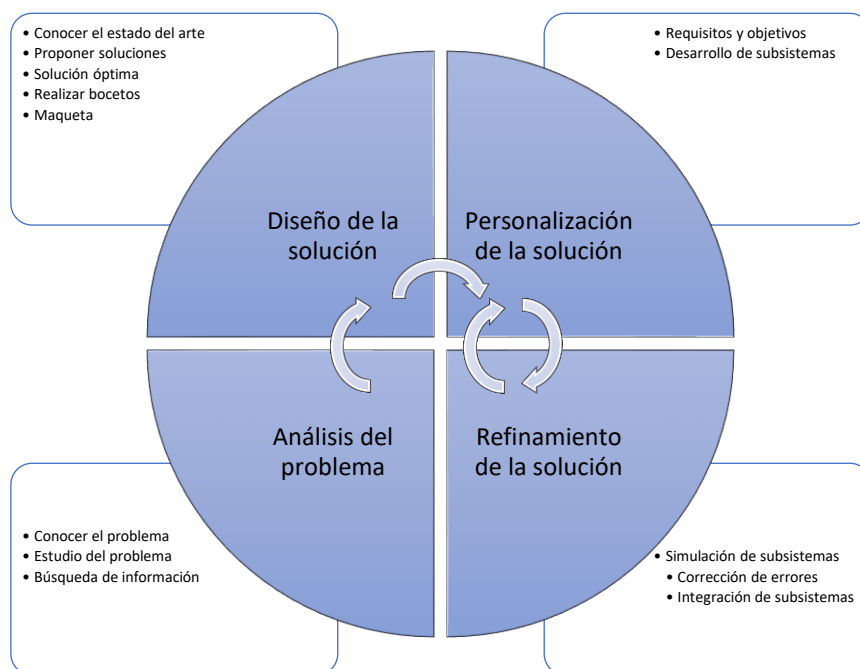 • Conocer el estado del arte
• Proponer soluciones
• Solución óptima
• Realizar bocetos
• Maqueta
• Requisitos y objetivos
• Desarrollo de subsistemas
Diseño de la
solución
Personalización
de la solución
Análisis del
problema
Refinamiento
de la solución
• Conocer el problema
• Estudio del problema
• Búsqueda de información
• Simulación de subsistemas
• Corrección de errores
• Integración de subsistemas